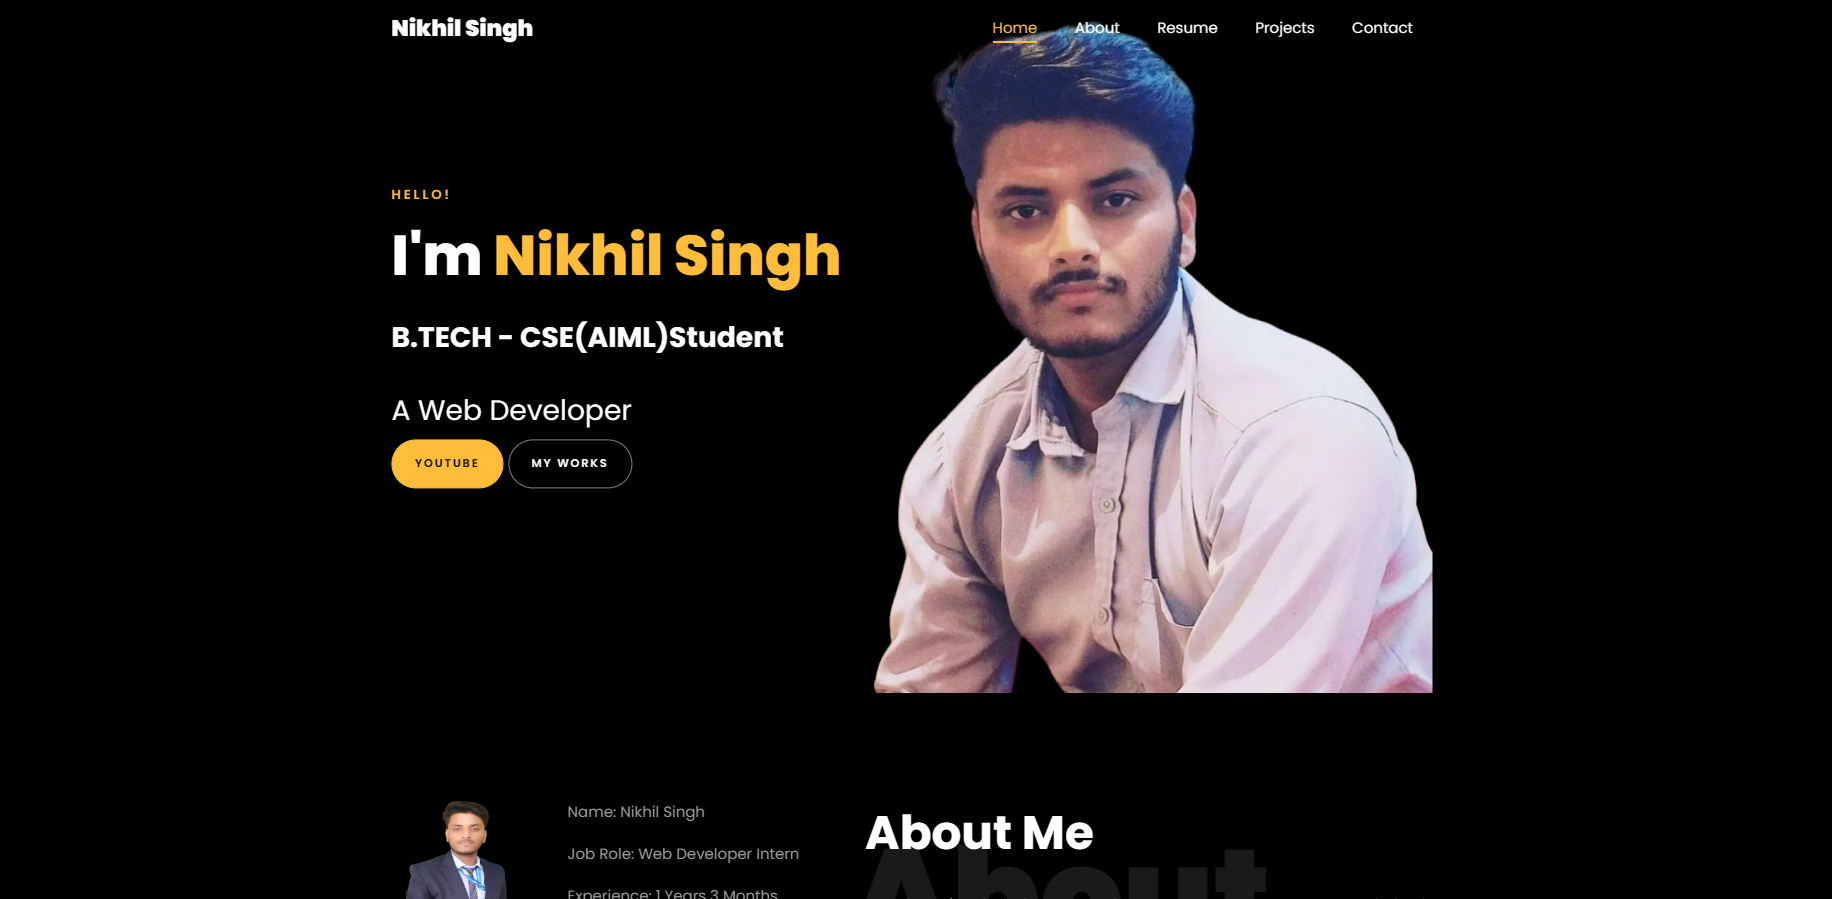 Nikhil Singh
Home About Resume Projects Contact
HELLO!
I'm Nikhil Singh
B.TECH - CSE(AIML)Student
A Web Developer
YOUTUBE MY WORKS
Name: Nikhil Singh
Job Role: Web Developer Intern
Experience: 1 Years 3 Months
About Me
About